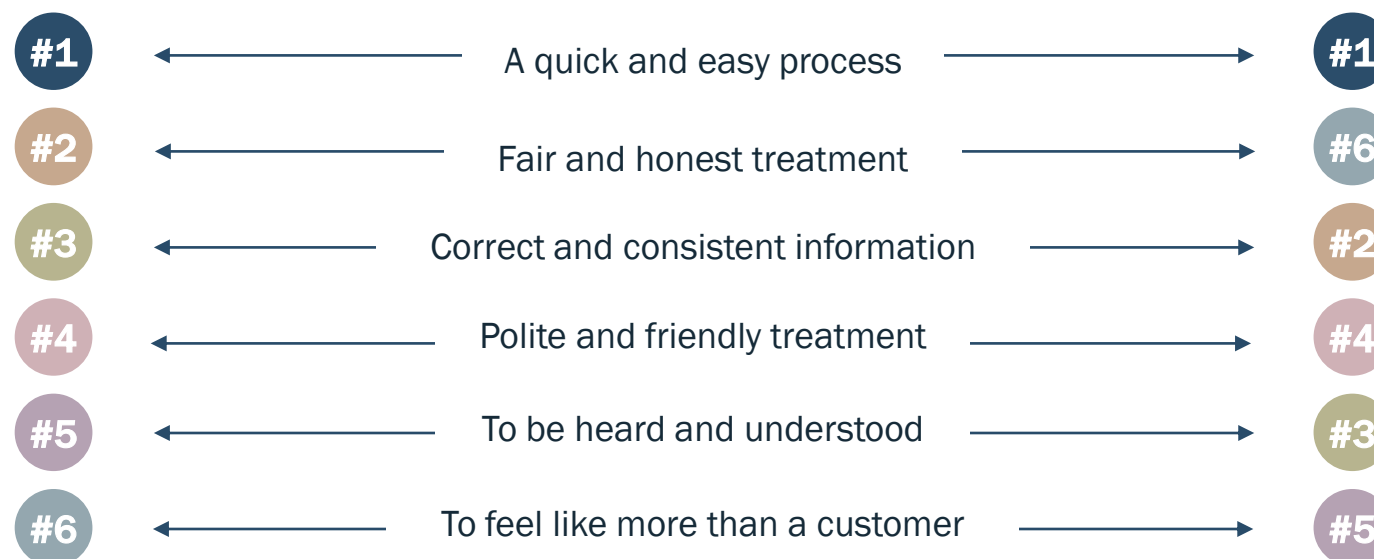 #1 A quick and easy process #1
#2 Fair and honest treatment #6
#3 Correct and consistent information #2
#4 Polite and friendly treatment #4
#5 To be heard and understood #3
#6 To feel like more than a customer #5